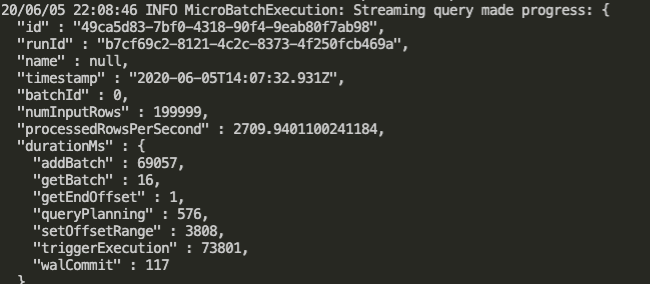 20/06/05 22:08:46 INFO MicroBatchExecution: Streaming query made progress: {
  "id" : "49ca5d83-7bf0-4318-90f4-9eab80f7ab98",
  "runId" : "b7cf69c2-8121-4c2c-8373-4f250fcb469a",
  "name" : null,
  "timestamp" : "2020-06-05T14:07:32.931Z",
  "batchId" : 0,
  "numInputRows" : 199999,
  "processedRowsPerSecond" : 2709.9401100241184,
  "durationMs" : {
    "addBatch" : 69057,
    "getBatch" : 16,
    "getEndOffset" : 1,
    "queryPlanning" : 576,
    "setOffsetRange" : 3808,
    "triggerExecution" : 73801,
    "walCommit" : 117
  }